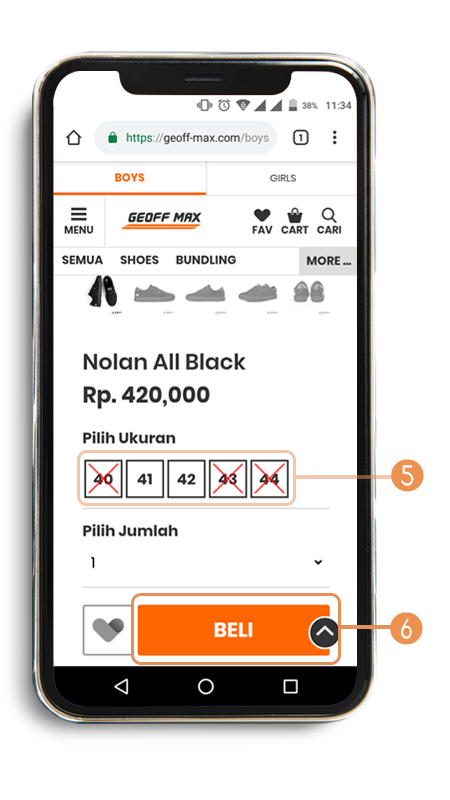 38% 11:34
https://geoff-max.com/boys
1
BOYS GIRLS
MENU GEOFF MAX FAV CART CARI
SEMUA SHOES BUNDLING MORE ...
Nolan All Black
Rp. 420,000
Pilih Ukuran
40 41 42 43 44
5
Pilih Jumlah
1
BELI
6